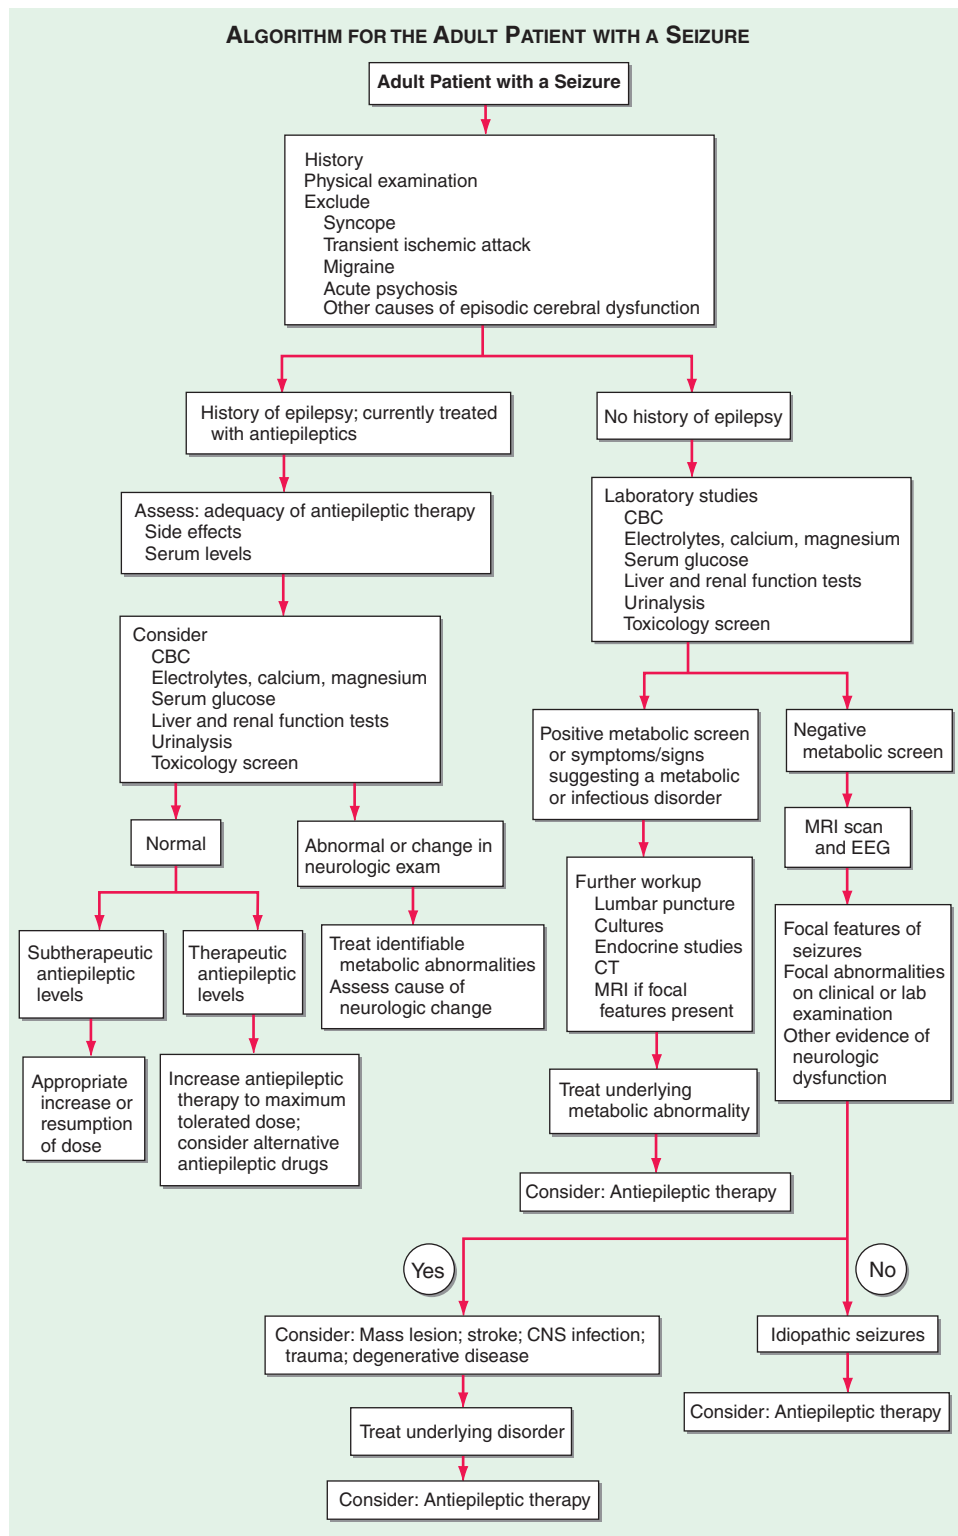 ALGORITHM FOR THE ADULT PATIENT WITH A SEIZURE
Adult Patient with a Seizure
History
Physical examination
Exclude
Syncope
Transient ischemic attack
Migraine
Acute psychosis
Other causes of episodic cerebral dysfunction
History of epilepsy; currently treated
with antiepileptics
No history of epilepsy
Assess: adequacy of antiepileptic therapy
Side effects
Serum levels
Laboratory studies
CBC
Electrolytes, calcium, magnesium
Serum glucose
Liver and renal function tests
Urinalysis
Toxicology screen
Consider
CBC
Electrolytes, calcium, magnesium
Serum glucose
Liver and renal function tests
Urinalysis
Toxicology screen
Positive metabolic screen
or symptoms/signs
suggesting a metabolic
or infectious disorder
Negative
metabolic screen
Normal
Abnormal or change in
neurologic exam
MRI scan
and EEG
Further workup
Lumbar puncture
Cultures
Endocrine studies
CT
MRI if focal
features present
Subtherapeutic
antiepileptic
levels
Therapeutic
antiepileptic
levels
Treat identifiable
metabolic abnormalities
Assess cause of
neurologic change
Focal features of
seizures
Focal abnormalities
on clinical or lab
examination
Other evidence of
neurologic
dysfunction
Appropriate
increase or
resumption
of dose
Increase antiepileptic
therapy to maximum
tolerated dose;
consider alternative
antiepileptic drugs
Treat underlying
metabolic abnormality
Consider: Antiepileptic therapy
Yes
No
Consider: Mass lesion; stroke; CNS infection;
trauma; degenerative disease
Idiopathic seizures
Treat underlying disorder
Consider: Antiepileptic therapy
Consider: Antiepileptic therapy